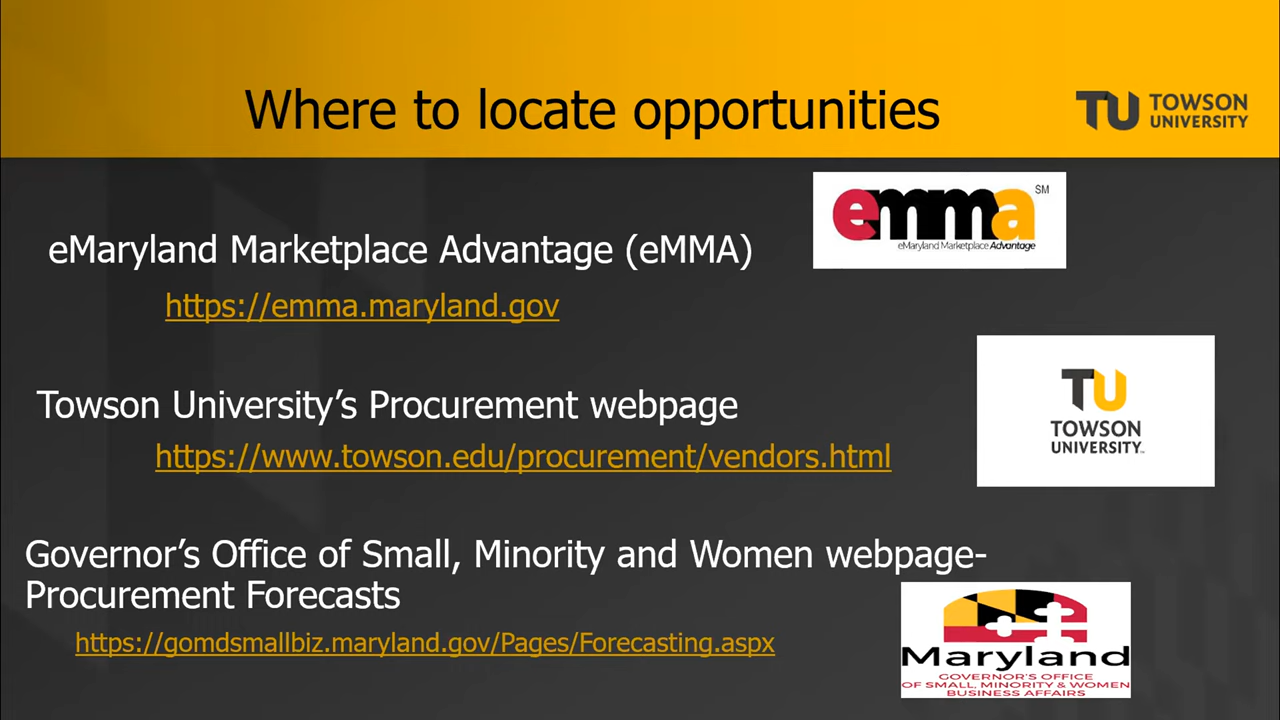 Where to locate opportunities
TU TOWSON
UNIVERSITY
emma SM
eMaryland Marketplace Advantage
eMaryland Marketplace Advantage (eMMA)
https://emma.maryland.gov
TU
TOWSON
UNIVERSITY™
Towson University’s Procurement webpage
https://www.towson.edu/procurement/vendors.html
Governor’s Office of Small, Minority and Women webpage-
Procurement Forecasts
https://gomdsmallbiz.maryland.gov/Pages/Forecasting.aspx
Maryland
GOVERNOR'S OFFICE
OF SMALL, MINORITY & WOMEN
BUSINESS AFFAIRS